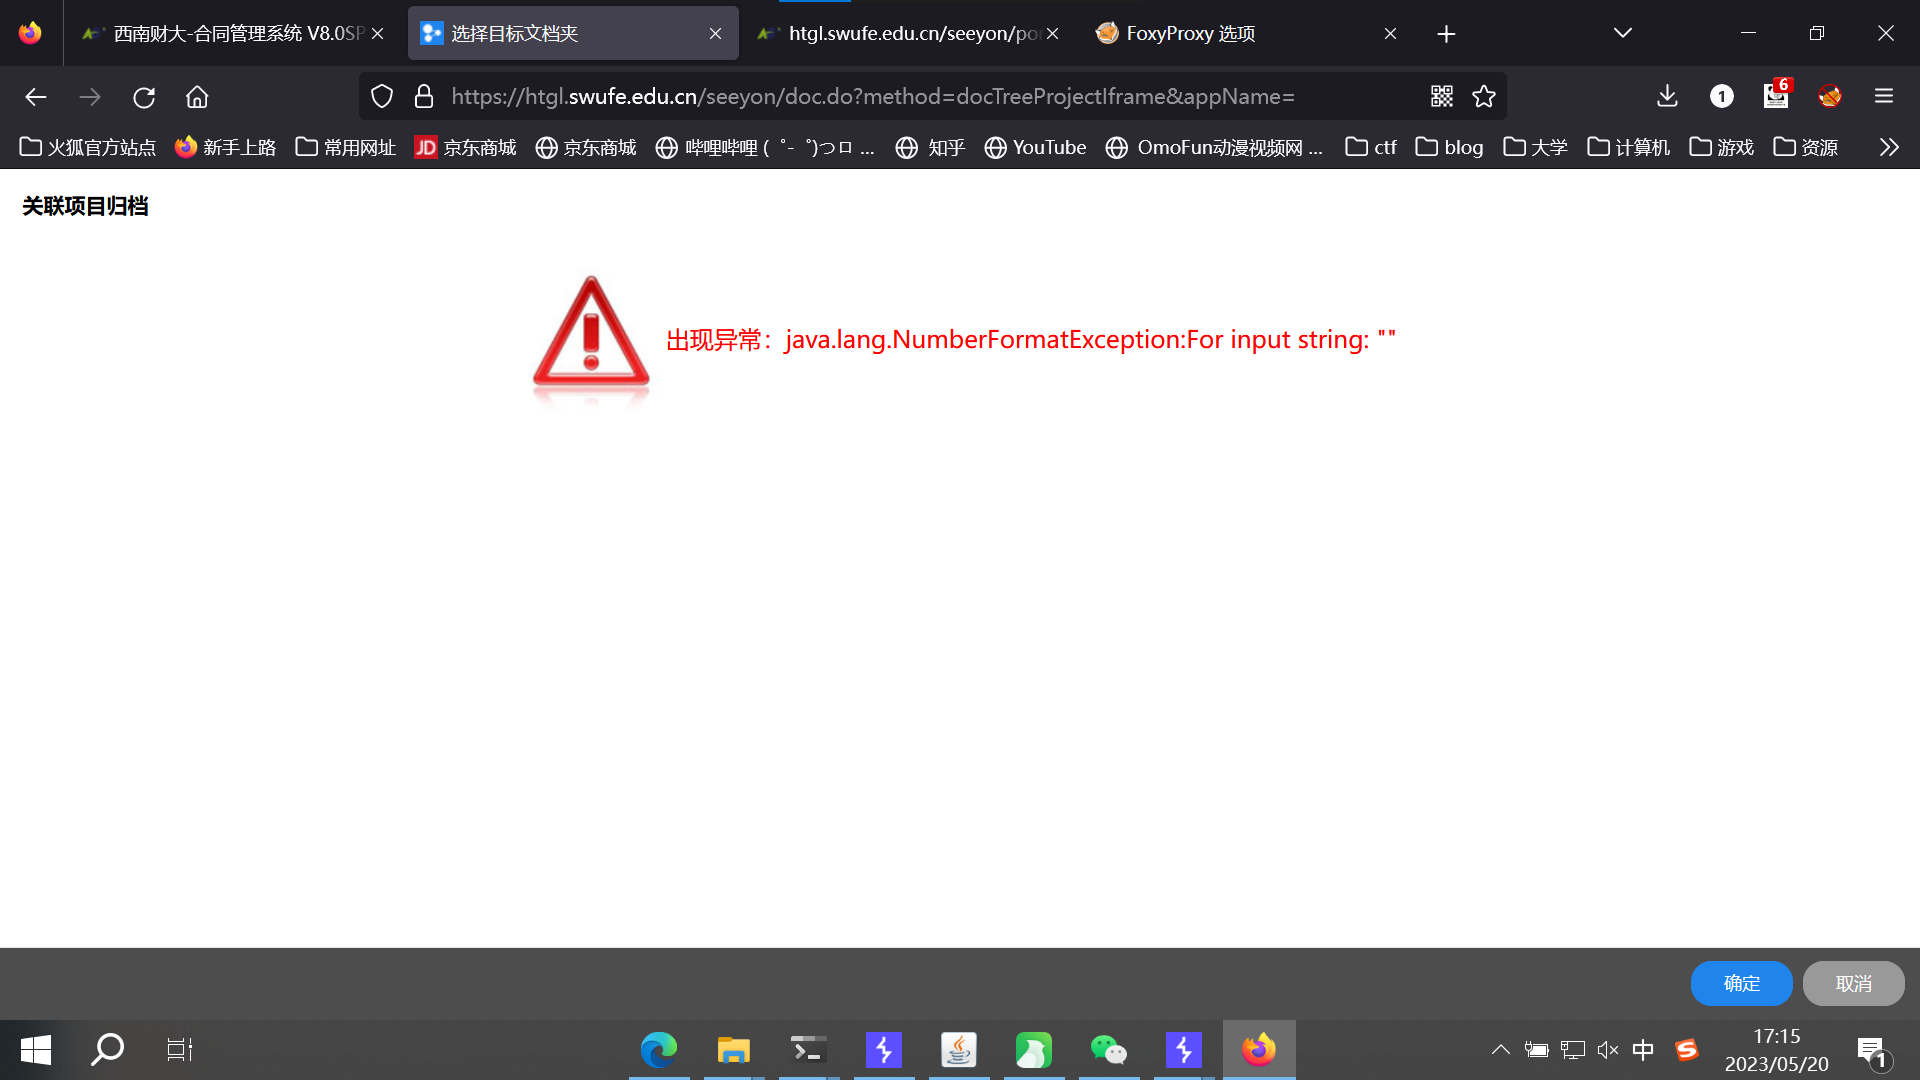 西南财大-合同管理系统 V8.0SP
选择目标文档夹
htgl.swufe.edu.cn/seeyon/po
FoxyProxy 选项
https://htgl.swufe.edu.cn/seeyon/doc.do?method=docTreeProjectIframe&appName=
1
6
火狐官方站点
新手上路
常用网址
JD 京东商城
京东商城
哔哩哔哩 ( ゜- ゜)つロ ...
知乎
YouTube
OmoFun动漫视频网 ...
ctf
blog
大学
计算机
游戏
资源
关联项目归档
出现异常：java.lang.NumberFormatException:For input string: ""
确定
取消
中
17:15
2023/05/20
1